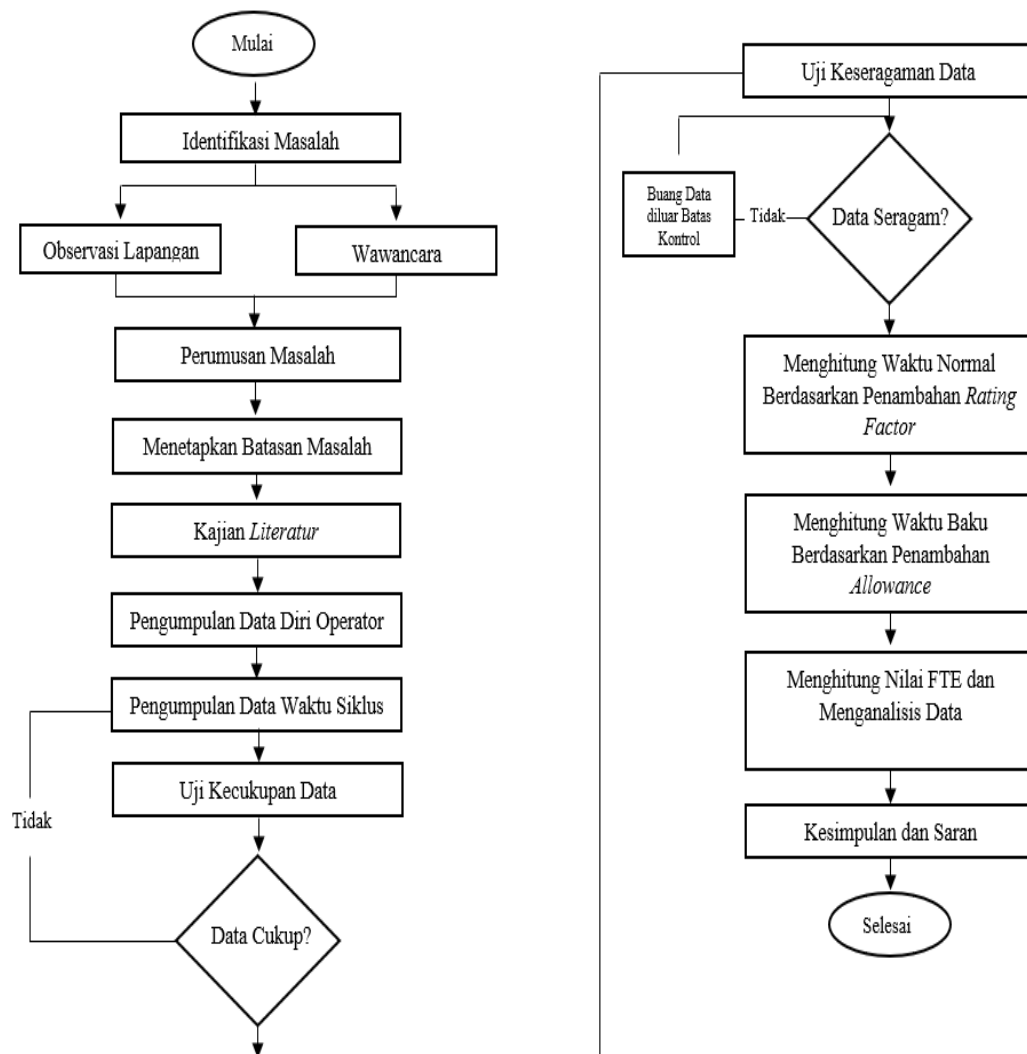 Mulai
Identifikasi Masalah
Observasi Lapangan
Wawancara
Perumusan Masalah
Menetapkan Batasan Masalah
Kajian Literatur
Pengumpulan Data Diri Operator
Pengumpulan Data Waktu Siklus
Uji Kecukupan Data
Tidak
Data Cukup?
Uji Keseragaman Data
Buang Data
diluar Batas
Kontrol
Tidak
Data Seragam?
Menghitung Waktu Normal
Berdasarkan Penambahan Rating
Factor
Menghitung Waktu Baku
Berdasarkan Penambahan
Allowance
Menghitung Nilai FTE dan
Menganalisis Data
Kesimpulan dan Saran
Selesai